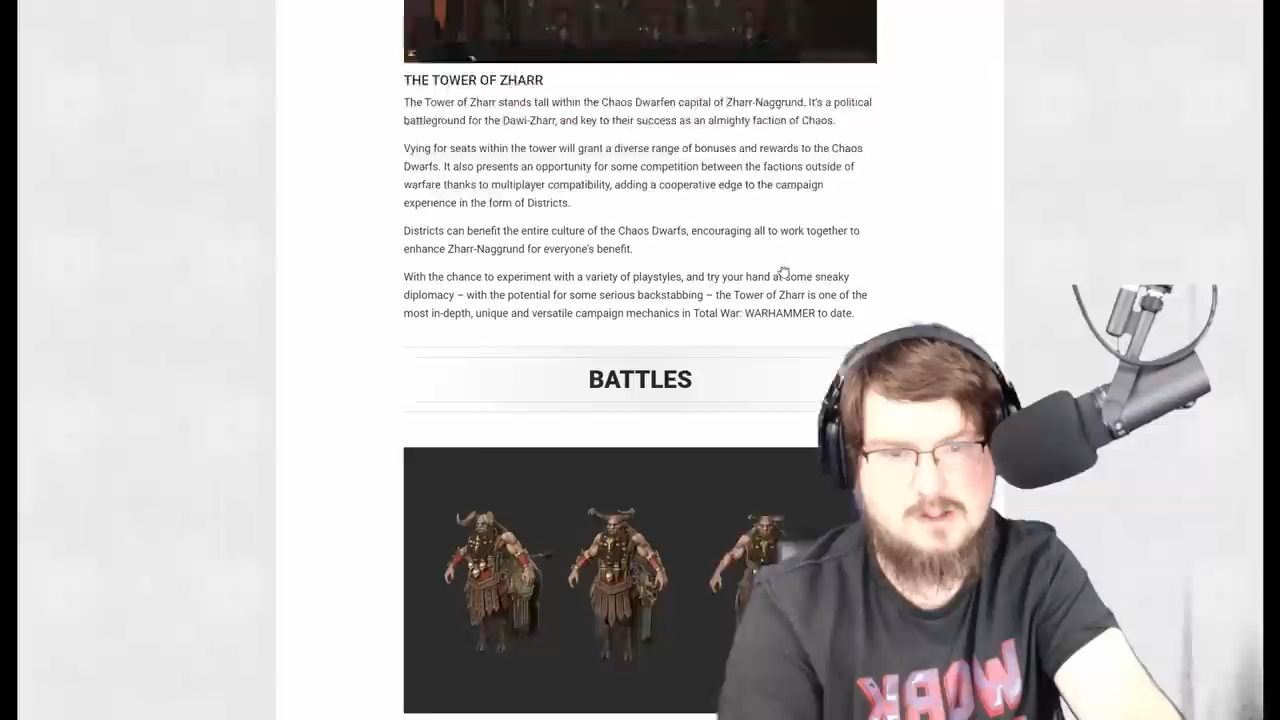 THE TOWER OF ZHARR
The Tower of Zharr stands tall within the Chaos Dwarfen capital of Zharr-Naggrund. It's a political
battleground for the Dawi-Zharr, and key to their success as an almighty faction of Chaos.
Vying for seats within the tower will grant a diverse range of bonuses and rewards to the Chaos
Dwarfs. It also presents an opportunity for some competition between the factions outside of
warfare thanks to multiplayer compatibility, adding a cooperative edge to the campaign
experience in the form of Districts.
Districts can benefit the entire culture of the Chaos Dwarfs, encouraging all to work together to
enhance Zharr-Naggrund for everyone's benefit.
With the chance to experiment with a variety of playstyles, and try your hand at some sneaky
diplomacy – with the potential for some serious backstabbing – the Tower of Zharr is one of the
most in-depth, unique and versatile campaign mechanics in Total War: WARHAMMER to date.
BATTLES
WORK